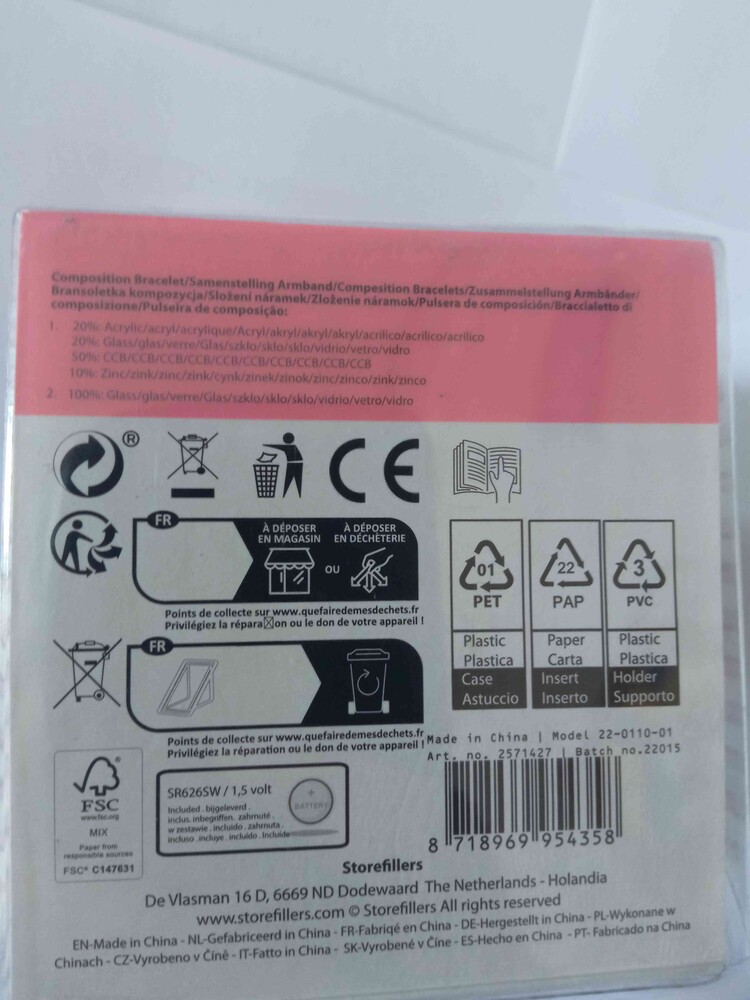 Composition Bracelet/Samenstelling Armband/Compesition Bracelets/Zusammelstellung Armbänder/
Bransoletka kompozycja/Složení náramek/Zloženie náramok/Pulsera de composición/Braccialetto di
composizione/Pulseira de composiçao:
1. 20%: Acrylic/acryl/acrylique/Acryl/akryl/akryl/akryl/acrilico/acrilico/acrilico
20%: Glass/glas/verre/Glas/szkło/sklo/sklo/vidrio/vetro/vidro
50%: CCB/CCB/CCB/CCB/CCB/CCB/CCB/CCB/CCB/CCB
10%: Zinc/zink/zinc/zink/cynk/zinek/zinok/zinc/zinco/zink/zinco
2. 100%: Glass/glas/verre/Glas/szkło/sklo/sklo/vidrio/vetro/vidro
®
CE
FR
À DÉPOSER
EN MAGASIN
OU
À DÉPOSER
EN DÉCHÈTERIE
Points de collecte sur www.quefairedemesdechets.fr
Privilégiez la répara on ou le don de votre appareil !
FR
Points de collecte sur www.quefairedemesdechets.fr
Privilégiez la réparation ou le don de votre appareil !
01
PET
Plastic
Plastica
Case
Astuccio
22
PAP
Paper
Carta
Insert
Inserto
3
PVC
Plastic
Plastica
Holder
Supporto
Made in China | Model 22-0110-01
Art. no. 2571427 | Batch no.22015
8 718969 954358
FSC
www.fsc.org
MIX
Paper from
responsible sources
FSC® C147631
SR626SW / 1,5 volt
Included . bijgeleverd .
inclus. inbegriffen. zahrnuté .
w zestawie . incluido . zahrnuta .
incluso .incluye . incluido . Incluído
+
BATTERY
Storefillers
De Vlasman 16 D, 6669 ND Dodewaard The Netherlands - Holandia
www.storefillers.com © Storefillers All rights reserved
EN-Made in China - NL-Gefabriceerd in China - FR-Fabriqé en China - DE-Hergestellt in China - PL-Wykonane w
Chinach - CZ-Vyrobeno v Číně - IT-Fatto in China - SK-Vyrobené v Číne - ES-Hecho en China - PT- Fabricado na China